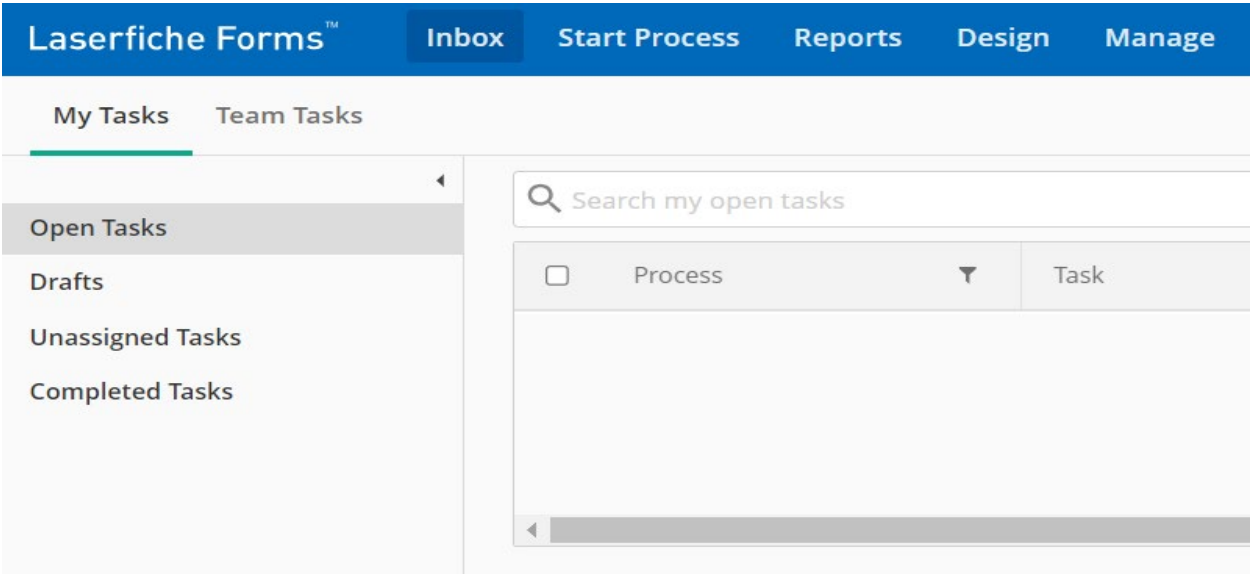 Laserfiche Forms™ Inbox Start Process Reports Design Manage
My Tasks Team Tasks
Search my open tasks
Open Tasks
Process Task
Drafts
Unassigned Tasks
Completed Tasks